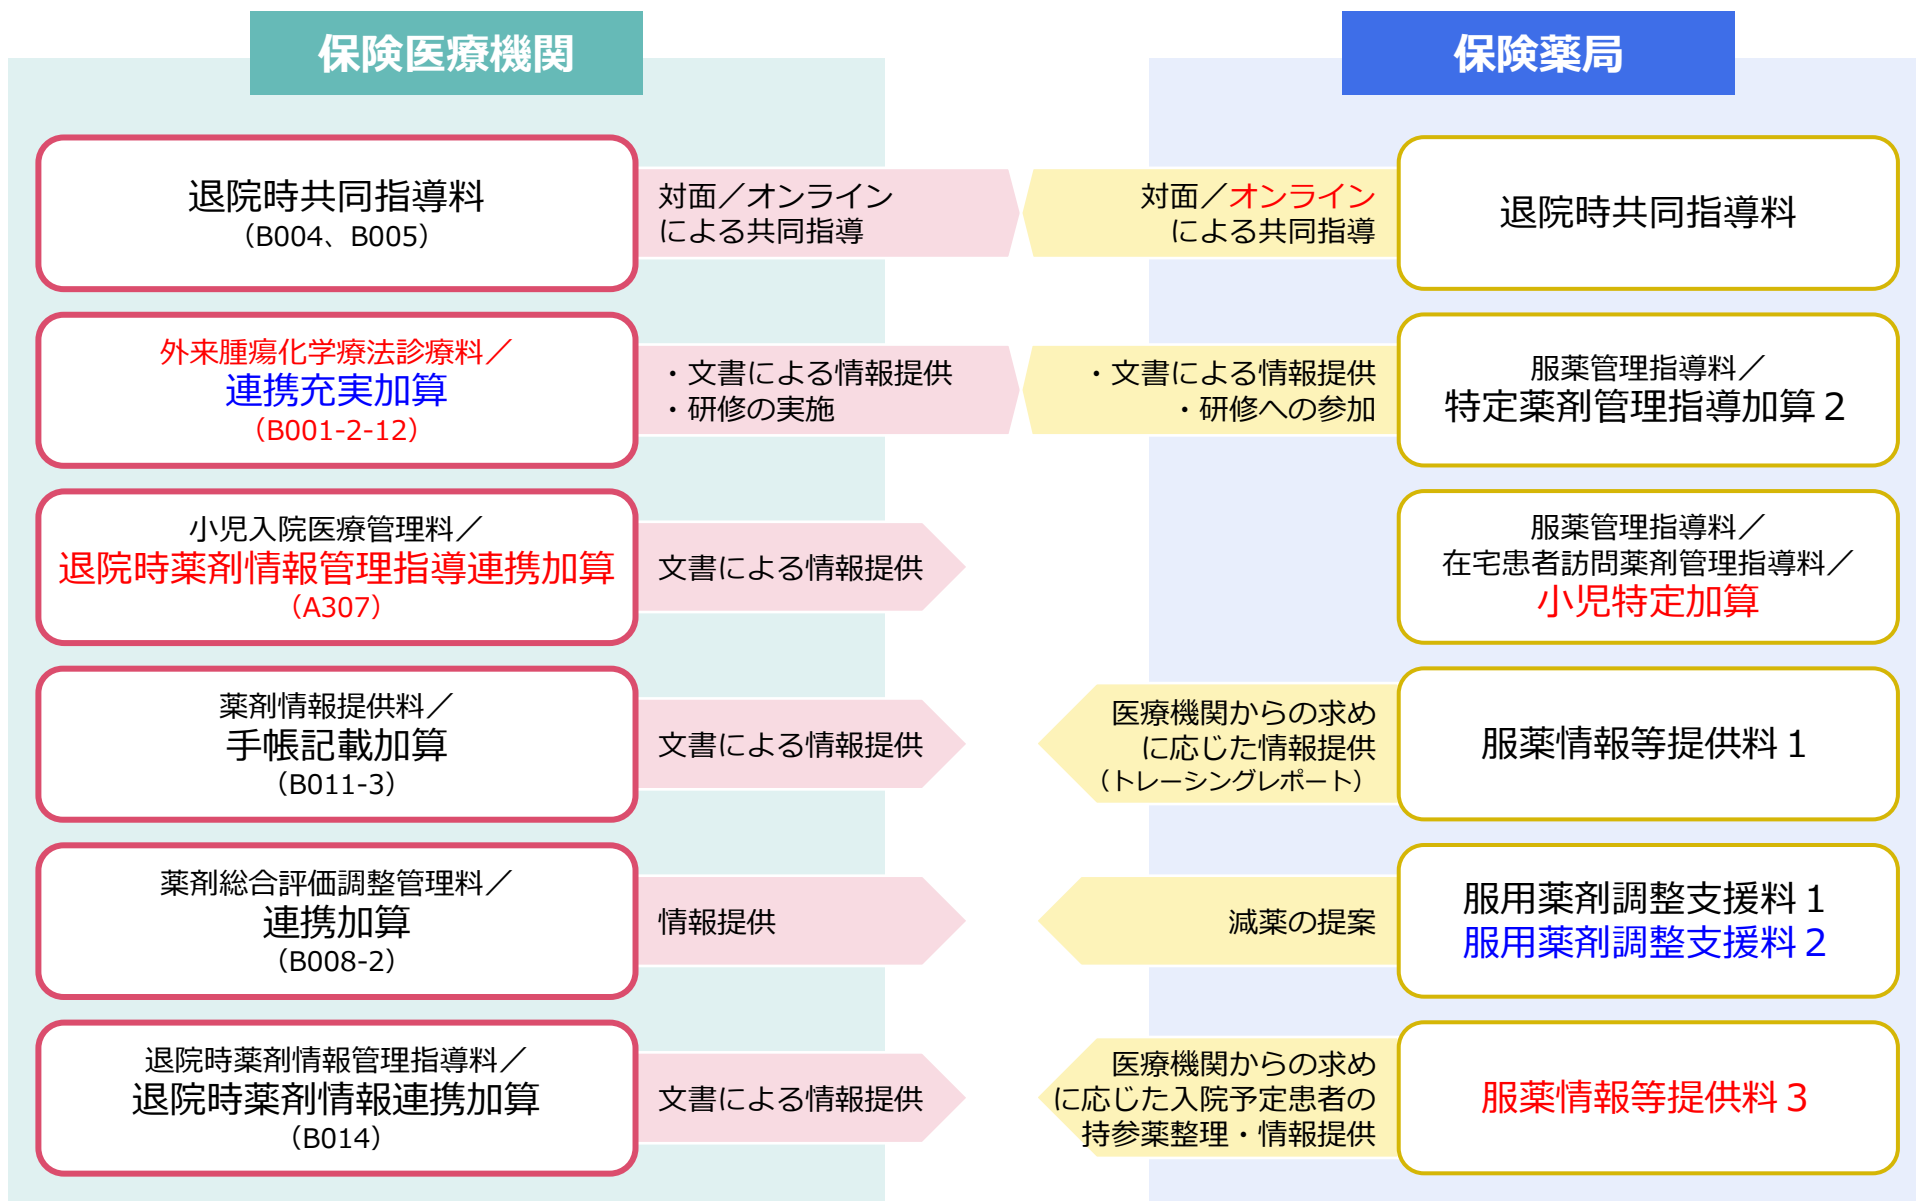 保険医療機関
保険薬局
退院時共同指導料
（B004、B005）
対面／オンライン
による共同指導
対面／オンライン
による共同指導
退院時共同指導料
外来腫瘍化学療法診療料／
連携充実加算
（B001-2-12）
・文書による情報提供
・研修の実施
・文書による情報提供
・研修への参加
服薬管理指導料／
特定薬剤管理指導加算２
小児入院医療管理料／
退院時薬剤情報管理指導連携加算
（A307）
文書による情報提供
服薬管理指導料／
在宅患者訪問薬剤管理指導料／
小児特定加算
薬剤情報提供料／
手帳記載加算
（B011-3）
文書による情報提供
医療機関からの求め
に応じた情報提供
（トレーシングレポート）
服薬情報等提供料１
薬剤総合評価調整管理料／
連携加算
（B008-2）
情報提供
減薬の提案
服用薬剤調整支援料１
服用薬剤調整支援料２
退院時薬剤情報管理指導料／
退院時薬剤情報連携加算
（B014）
文書による情報提供
医療機関からの求め
に応じた入院予定患者の
持参薬整理・情報提供
服薬情報等提供料３